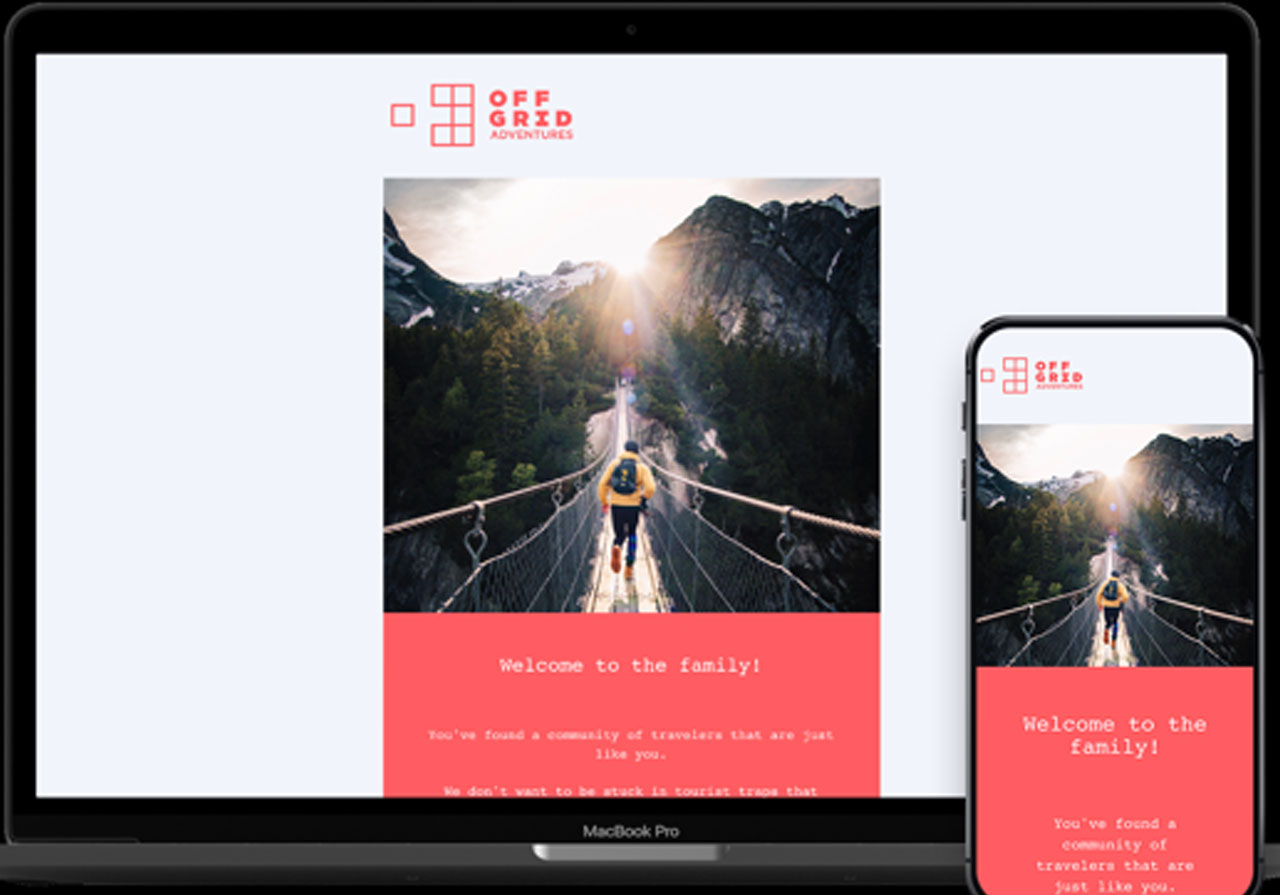 OFF
GRID
ADVENTURES
Welcome to the family!
You've found a community of travelers that are just
like you.
We don't want to be stuck in tourist traps that
MacBook Pro
OFF
GRID
ADVENTURES
Welcome to the
family!
You've found a
community of
travelers that are
just like you.